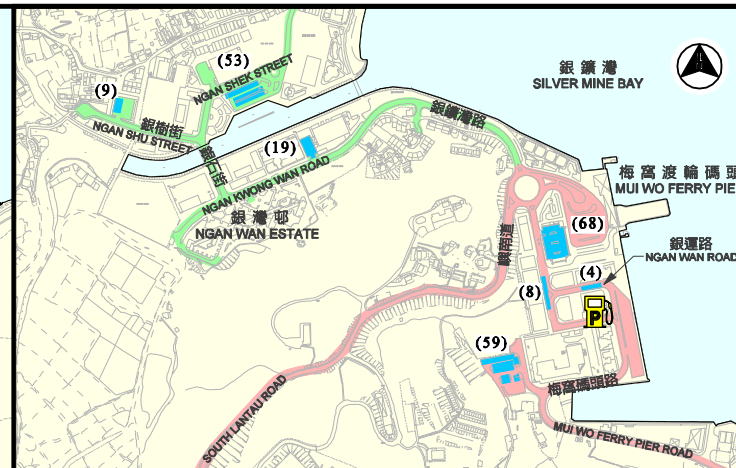 (53)
NGAN SHEK STREET
(9)
銀樹街
NGAN SHU STREET
銀石街
(19)
NGAN KWONG WAN ROAD
銀灣邨
NGAN WAN ESTATE
銀鑛灣路
銀鑛灣
SILVER MINE BAY
梅窩渡輪碼頭
MUI WO FERRY PIER
(68)
銀運路
NGAN WAN ROAD
(4)
(8)
P
(59)
嶼南道
SOUTH LANTAU ROAD
梅窩碼頭路
MUI WO FERRY PIER ROAD